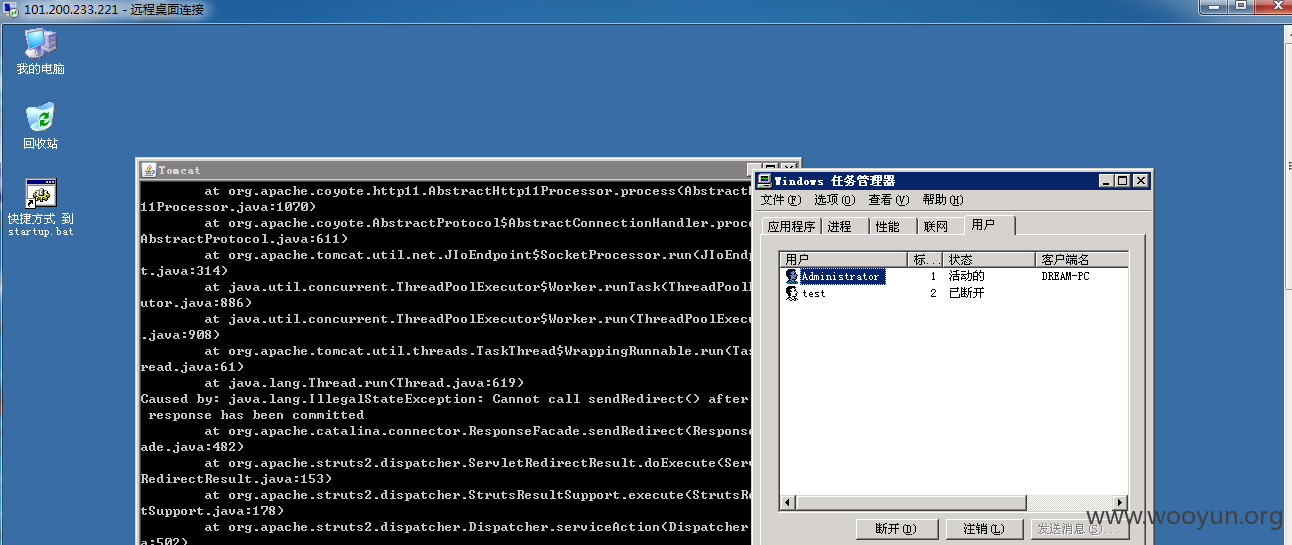 101.200.233.221 - 远程桌面连接
我的电脑
回收站
快捷方式 到
startup.bat
Tomcat
at org.apache.coyote.http11.AbstractHttp11Processor.process(AbstractH
11Processor.java:1070)
at org.apache.coyote.AbstractProtocol$AbstractConnectionHandler.proce
AbstractProtocol.java:611)
at org.apache.tomcat.util.net.JIoEndpoint$SocketProcessor.run(JIoEndp
t.java:314)
at java.util.concurrent.ThreadPoolExecutor$Worker.runTask(ThreadPoolE
utor.java:886)
at java.util.concurrent.ThreadPoolExecutor$Worker.run(ThreadPoolExecu
.java:908)
at org.apache.tomcat.util.threads.TaskThread$WrappingRunnable.run(Tas
read.java:61)
at java.lang.Thread.run(Thread.java:619)
Caused by: java.lang.IllegalStateException: Cannot call sendRedirect() after
response has been committed
at org.apache.catalina.connector.ResponseFacade.sendRedirect(Response
ade.java:482)
at org.apache.struts2.dispatcher.ServletRedirectResult.doExecute(Serv
RedirectResult.java:153)
at org.apache.struts2.dispatcher.StrutsResultSupport.execute(StrutsRe
tSupport.java:178)
at org.apache.struts2.dispatcher.Dispatcher.serviceAction(Dispatcher
a:502)
Windows 任务管理器
文件(F) 选项(O) 查看(V) 帮助(H)
应用程序 进程 性能 联网 用户
用户 标... 状态 客户端名
Administrator 1 活动的 DREAM-PC
test 2 已断开
断开(D) 注销(L) 发送消息(S)...
www.wooyun.org